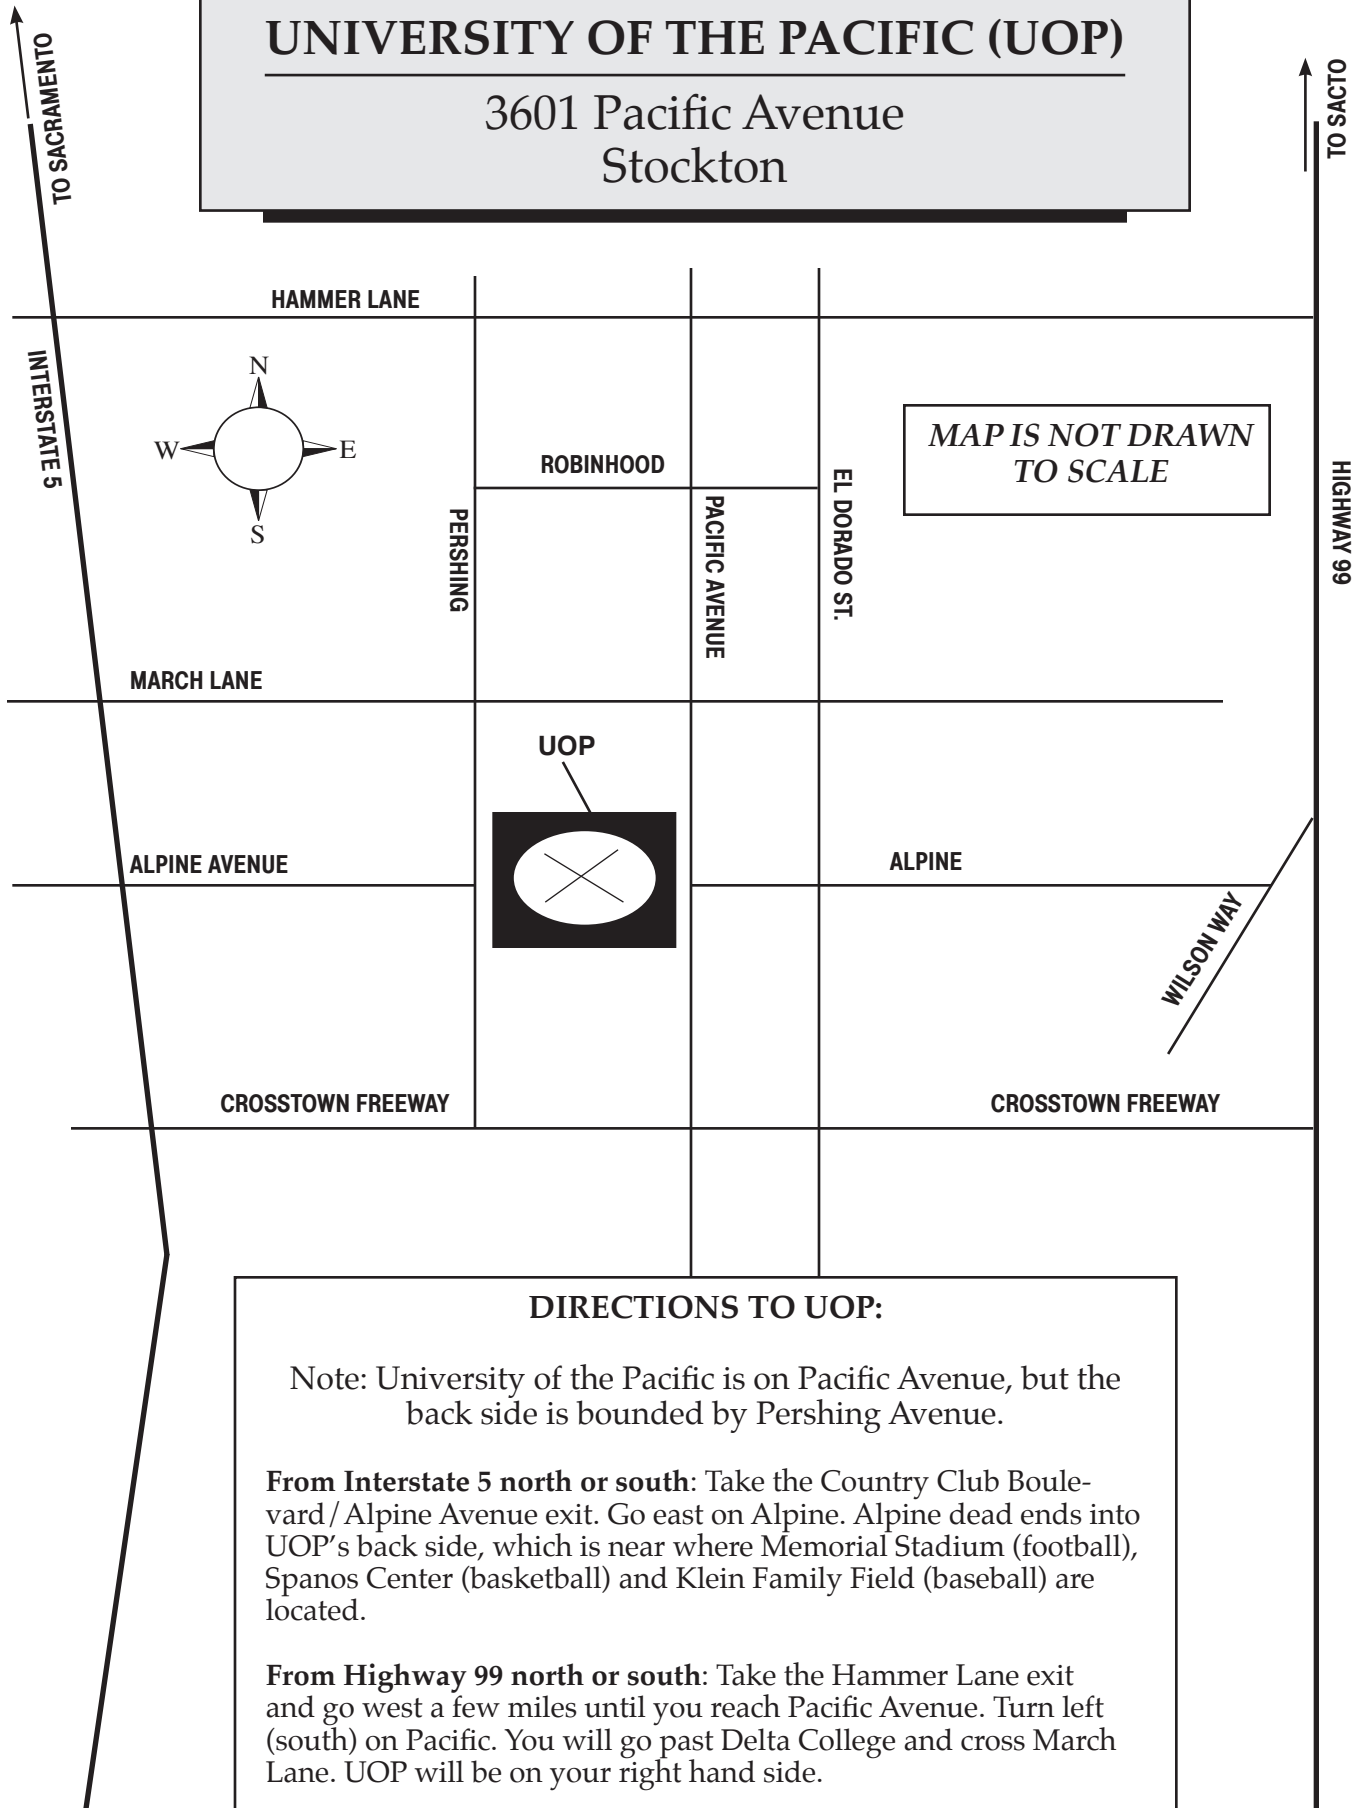 UNIVERSITY OF THE PACIFIC (UOP)
3601 Pacific Avenue
Stockton
TO SACRAMENTO
TO SACTO
HAMMER LANE
INTERSTATE 5
N
W
E
S
MAP IS NOT DRAWN
TO SCALE
ROBINHOOD
PERSHING
PACIFIC AVENUE
EL DORADO ST.
HIGHWAY 99
MARCH LANE
UOP
ALPINE AVENUE
ALPINE
WILSON WAY
CROSSTOWN FREEWAY
CROSSTOWN FREEWAY
DIRECTIONS TO UOP:
Note: University of the Pacific is on Pacific Avenue, but the
back side is bounded by Pershing Avenue.
From Interstate 5 north or south: Take the Country Club Boule-
vard/Alpine Avenue exit. Go east on Alpine. Alpine dead ends into
UOP’s back side, which is near where Memorial Stadium (football),
Spanos Center (basketball) and Klein Family Field (baseball) are
located.
From Highway 99 north or south: Take the Hammer Lane exit
and go west a few miles until you reach Pacific Avenue. Turn left
(south) on Pacific. You will go past Delta College and cross March
Lane. UOP will be on your right hand side.